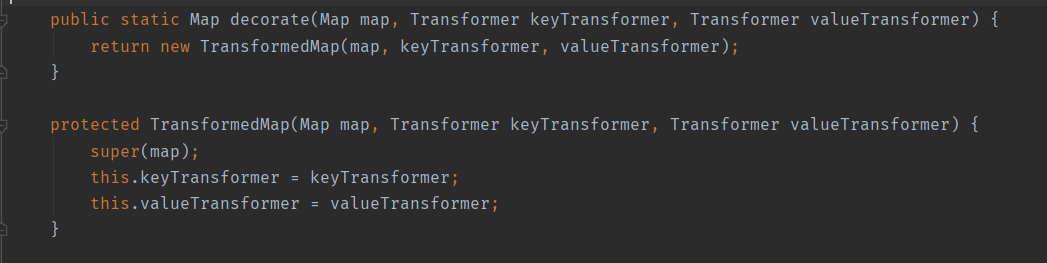 public static Map decorate(Map map, Transformer keyTransformer, Transformer valueTransformer) {
return new TransformedMap(map, keyTransformer, valueTransformer);
}
protected TransformedMap(Map map, Transformer keyTransformer, Transformer valueTransformer) {
super(map);
this.keyTransformer = keyTransformer;
this.valueTransformer = valueTransformer;
}